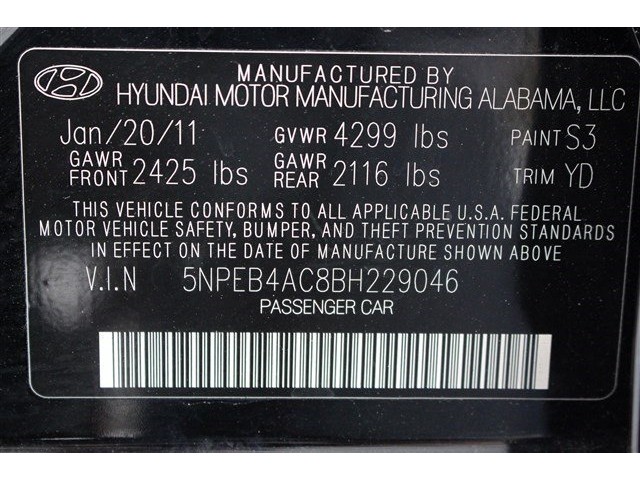 MANUFACTURED BY
HYUNDAI MOTOR MANUFACTURING ALABAMA, LLC
Jan/20/11 GVWR 4299 lbs PAINT S3
GAWR FRONT 2425 lbs GAWR REAR 2116 lbs TRIM YD
THIS VEHICLE CONFORMS TO ALL APPLICABLE U.S.A. FEDERAL
MOTOR VEHICLE SAFETY, BUMPER, AND THEFT PREVENTION STANDARDS
IN EFFECT ON THE DATE OF MANUFACTURE SHOWN ABOVE
V.I.N 5NPEB4AC8BH229046
PASSENGER CAR